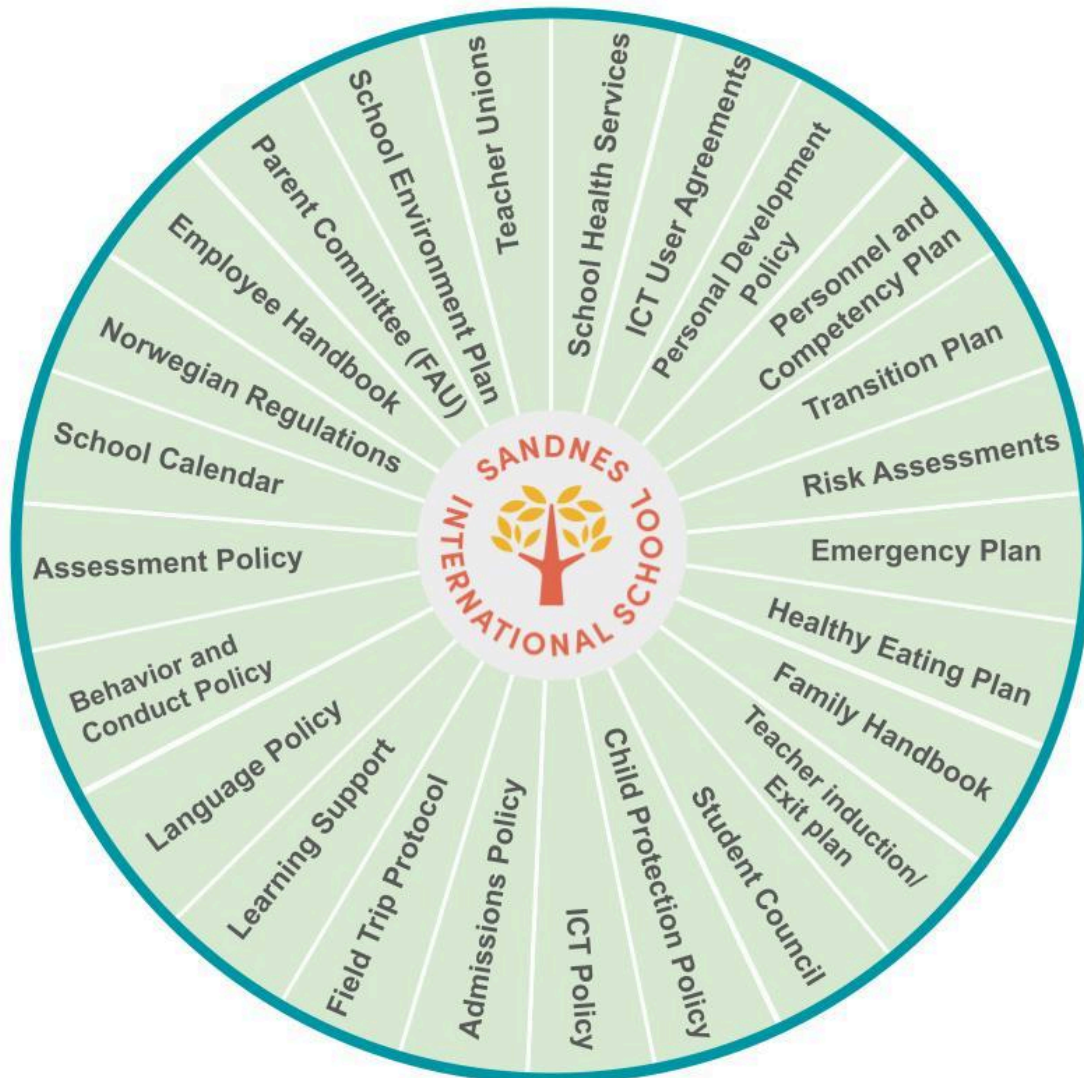 School Health Services
ICT User Agreements
Personal Development
Policy
Personnel and
Competency Plan
Transition Plan
Risk Assessments
Emergency Plan
Healthy Eating Plan
Family Handbook
Teacher induction/
Exit plan
Student Council
Child Protection Policy
ICT Policy
Admissions Policy
Field Trip Protocol
Learning Support
Language Policy
Behavior and
Conduct Policy
Assessment Policy
School Calendar
Norwegian Regulations
Employee Handbook
Parent Committee (FAU)
School Environment Plan
Teacher Unions
SANDNES
INTERNATIONAL SCHOOL